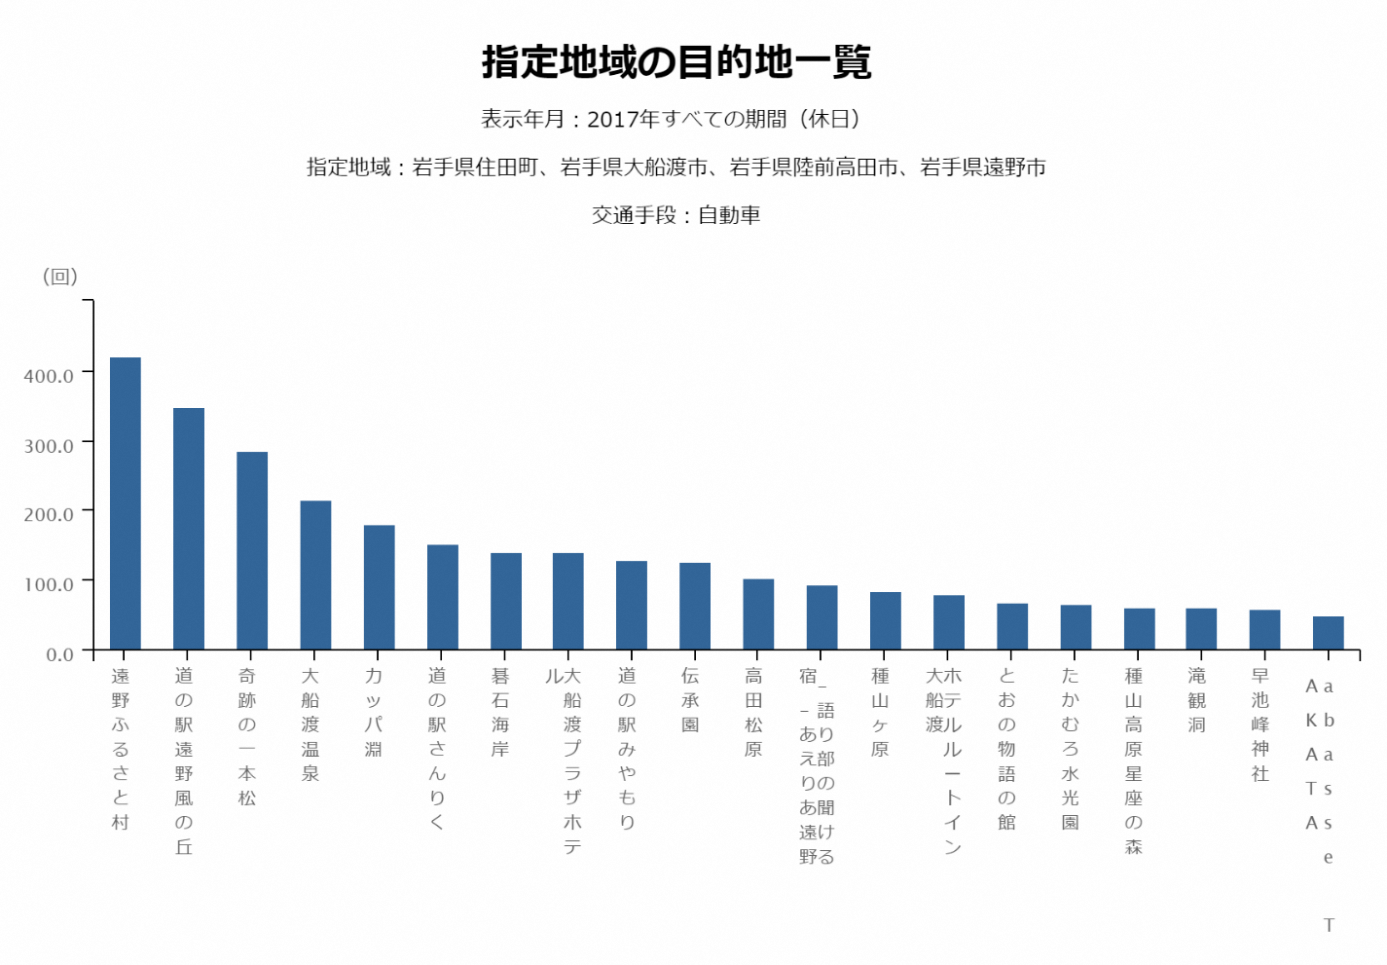 指定地域の目的地一覧
表示年月：2017年すべての期間（休日）
指定地域：岩手県住田町、岩手県大船渡市、岩手県陸前高田市、岩手県遠野市
交通手段：自動車
（回）
400.0
300.0
200.0
100.0
0.0
遠野ふるさと村
道の駅遠野風の丘
奇跡の一本松
大船渡温泉
カッパ淵
道の駅さんりく
碁石海岸
大船渡プラザホテ
ル
道の駅みやもり
伝承園
高田松原
_語り部の聞ける
宿_あえりあ遠野
種山ヶ原
ホテルルートイン
大船渡
とおの物語の館
たかむろ水光園
種山高原星座の森
滝観洞
早池峰神社
abasse T
AKATA